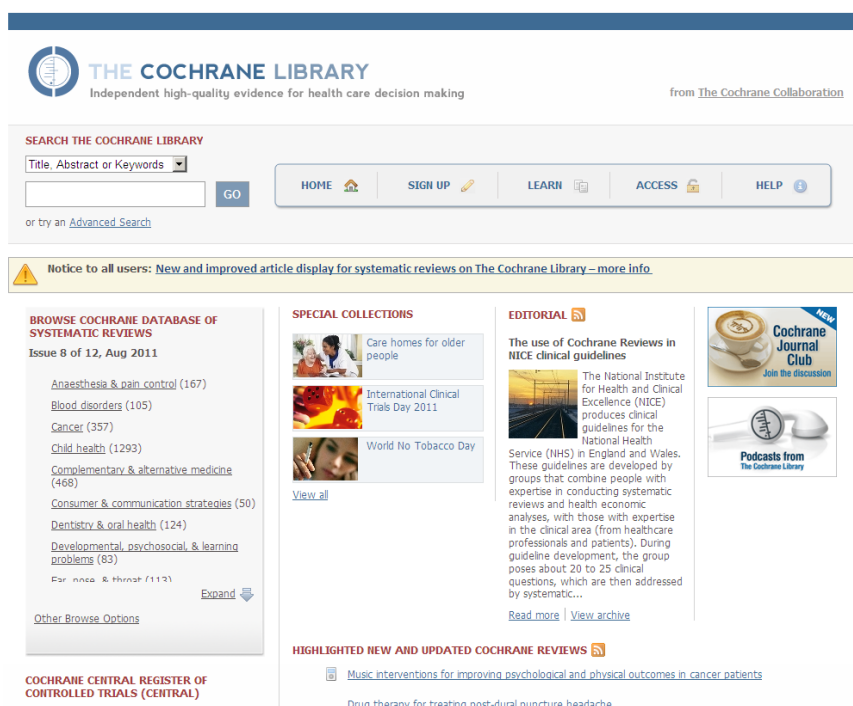 THE COCHRANE LIBRARY
Independent high-quality evidence for health care decision making
from The Cochrane Collaboration
SEARCH THE COCHRANE LIBRARY
Title, Abstract or Keywords
GO
or try an Advanced Search
HOME
SIGN UP
LEARN
ACCESS
HELP
Notice to all users: New and improved article display for systematic reviews on The Cochrane Library – more info
BROWSE COCHRANE DATABASE OF
SYSTEMATIC REVIEWS
Issue 8 of 12, Aug 2011
Anaesthesia & pain control (167)
Blood disorders (105)
Cancer (357)
Child health (1293)
Complementary & alternative medicine
(468)
Consumer & communication strategies (50)
Dentistry & oral health (124)
Developmental, psychosocial, & learning
problems (83)
Ear, nose, & throat (113)
Expand
Other Browse Options
COCHRANE CENTRAL REGISTER OF
CONTROLLED TRIALS (CENTRAL)
SPECIAL COLLECTIONS
Care homes for older
people
International Clinical
Trials Day 2011
World No Tobacco Day
View all
EDITORIAL
The use of Cochrane Reviews in
NICE clinical guidelines
The National Institute
for Health and Clinical
Excellence (NICE)
produces clinical
guidelines for the
National Health
Service (NHS) in England and Wales.
These guidelines are developed by
groups that combine people with
expertise in conducting systematic
reviews and health economic
analyses, with those with expertise
in the clinical area (from healthcare
professionals and patients). During
guideline development, the group
poses about 20 to 25 clinical
questions, which are then addressed
by systematic...
Read more | View archive
NEW
Cochrane
Journal
Club
Join the discussion
Podcasts from
The Cochrane Library
HIGHLIGHTED NEW AND UPDATED COCHRANE REVIEWS
Music interventions for improving psychological and physical outcomes in cancer patients
Drug therapy for treating post-dural puncture headache